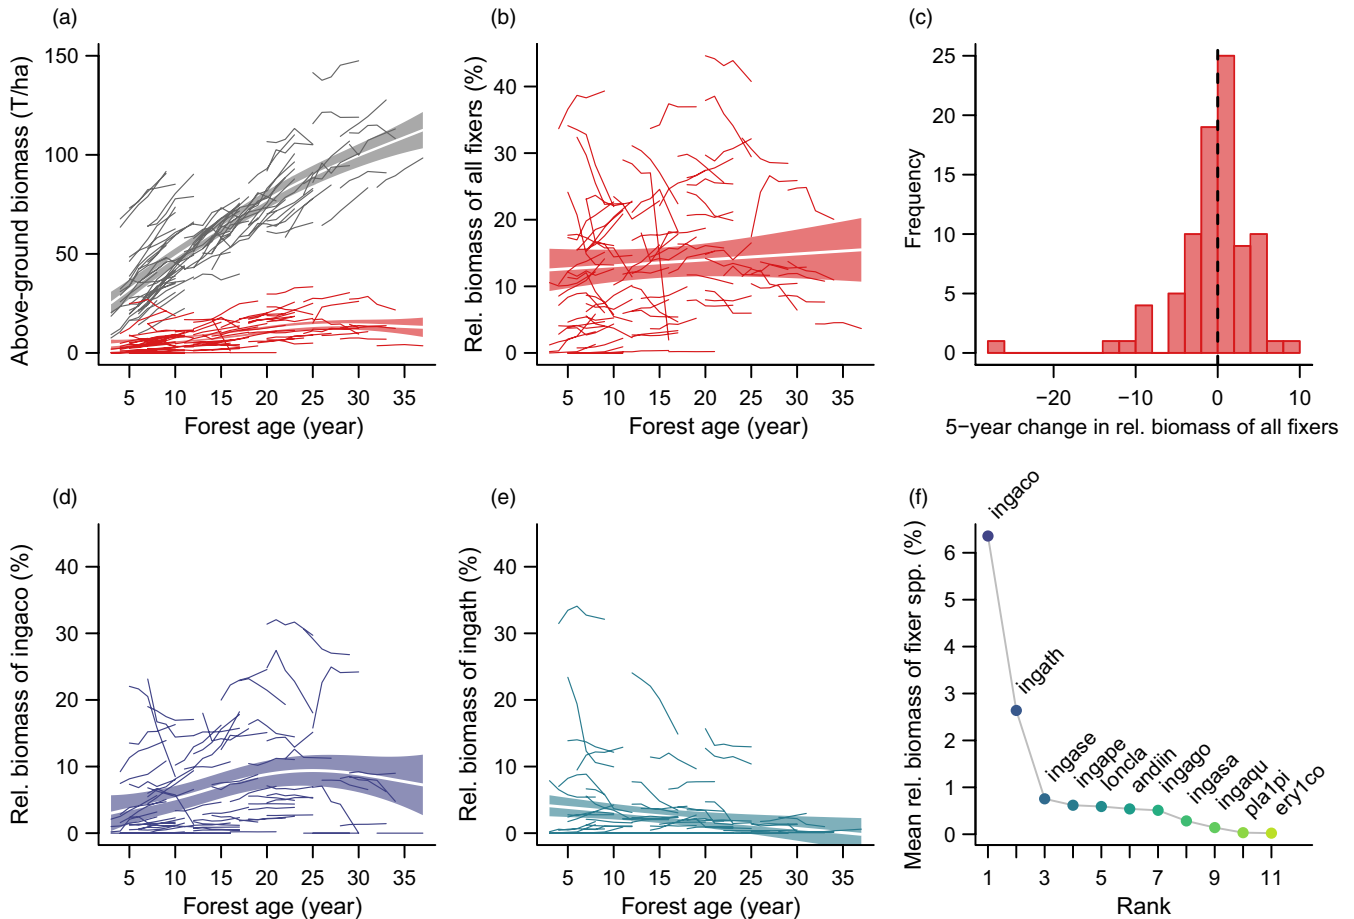 (a)
Above-ground biomass (T/ha)
150
100
50
0
5 10 15 20 25 30 35
Forest age (year)
(b)
Rel. biomass of all fixers (%)
40
30
20
10
0
5 10 15 20 25 30 35
Forest age (year)
(c)
Frequency
25
20
15
10
5
0
−20 −10 0 10
5−year change in rel. biomass of all fixers
(d)
Rel. biomass of ingaco (%)
40
30
20
10
0
5 10 15 20 25 30 35
Forest age (year)
(e)
Rel. biomass of ingath (%)
40
30
20
10
0
5 10 15 20 25 30 35
Forest age (year)
(f)
Mean rel. biomass of fixer spp. (%)
6
5
4
3
2
1
0
ingaco
ingath
ingase
ingape
loncla
andiin
ingago
ingasa
ingaqu
pla1pi
ery1co
1 3 5 7 9 11
Rank